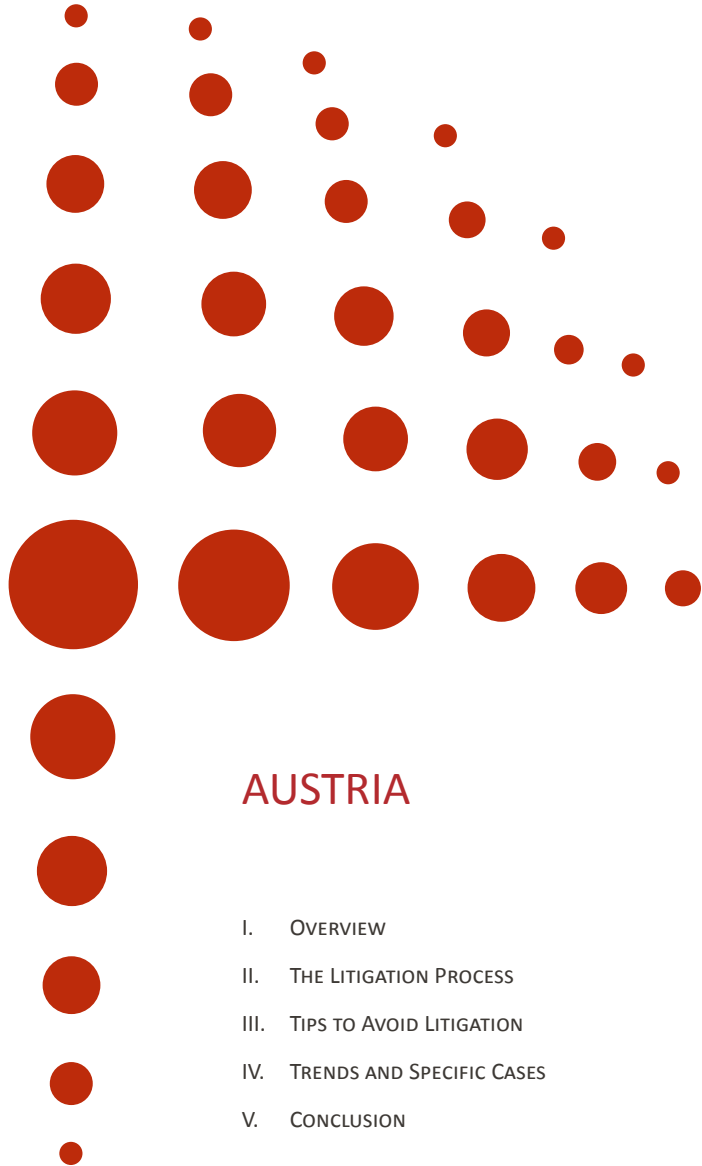 AUSTRIA
I. Overview
II. The Litigation Process
III. Tips to Avoid Litigation
IV. Trends and Specific Cases
V. Conclusion